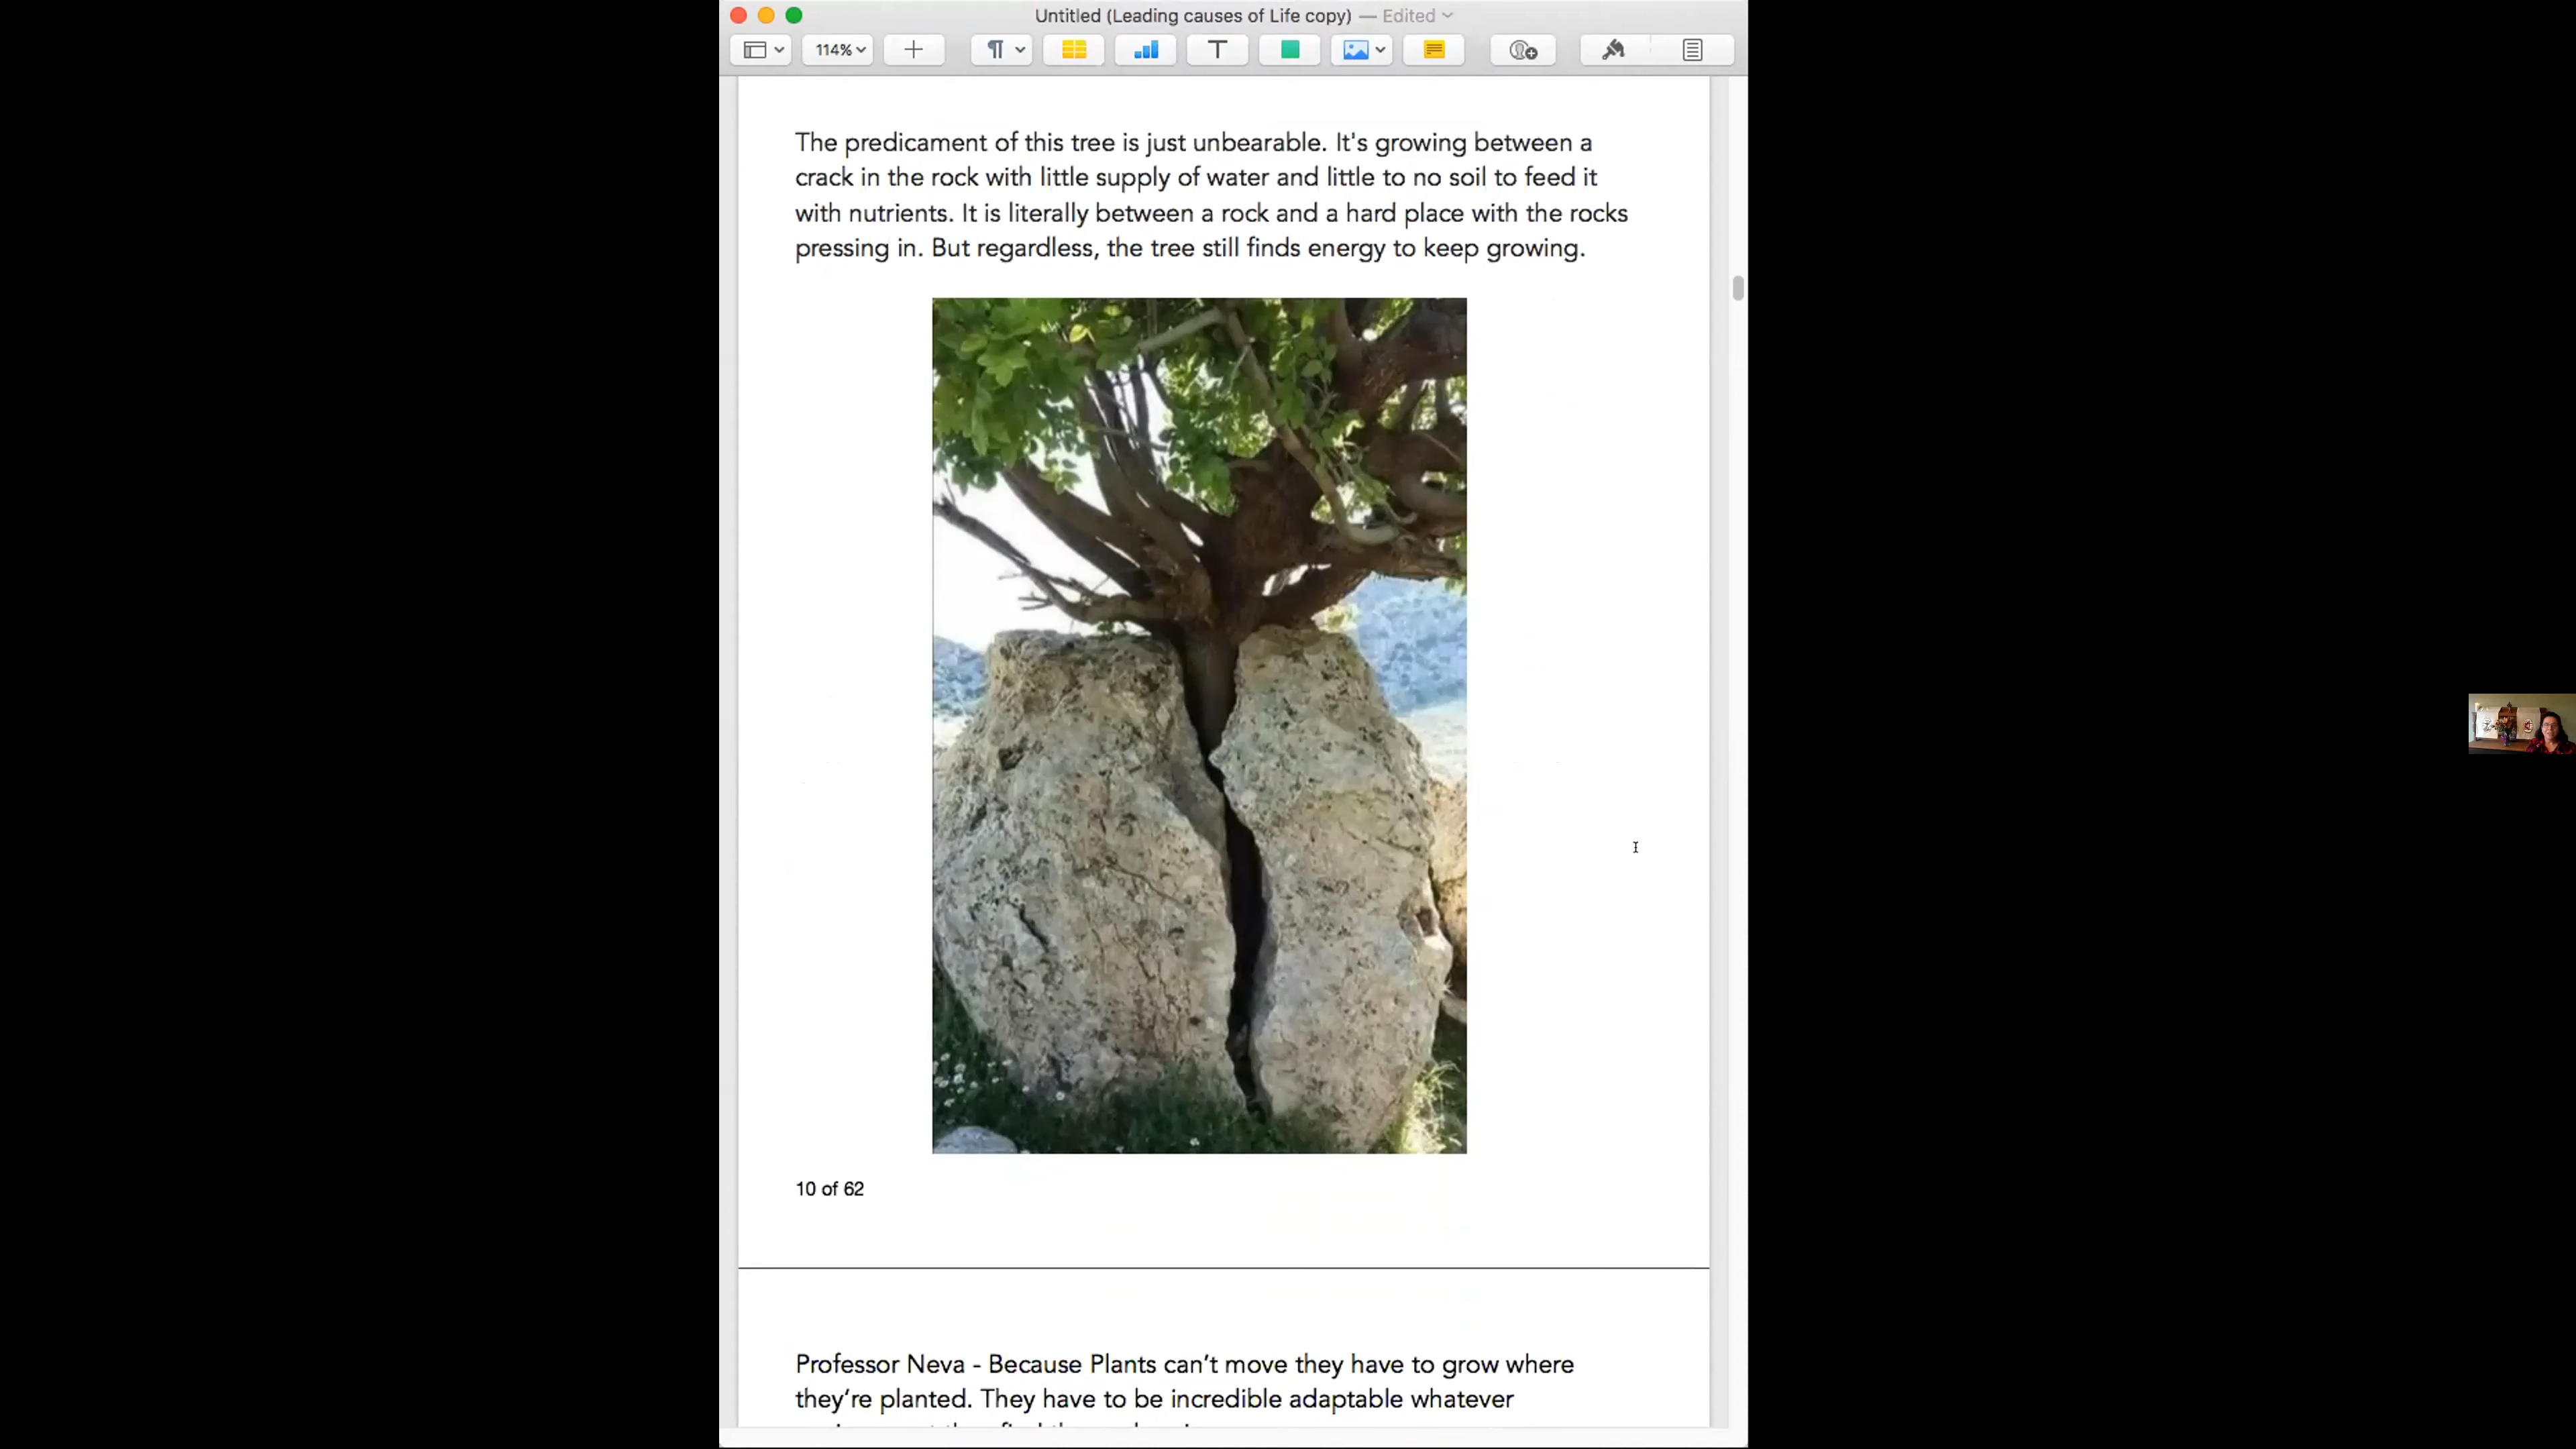 Untitled (Leading causes of Life copy) — Edited
114%
The predicament of this tree is just unbearable. It's growing between a
crack in the rock with little supply of water and little to no soil to feed it
with nutrients. It is literally between a rock and a hard place with the rocks
pressing in. But regardless, the tree still finds energy to keep growing.
10 of 62
Professor Neva - Because Plants can’t move they have to grow where
they’re planted. They have to be incredible adaptable whatever